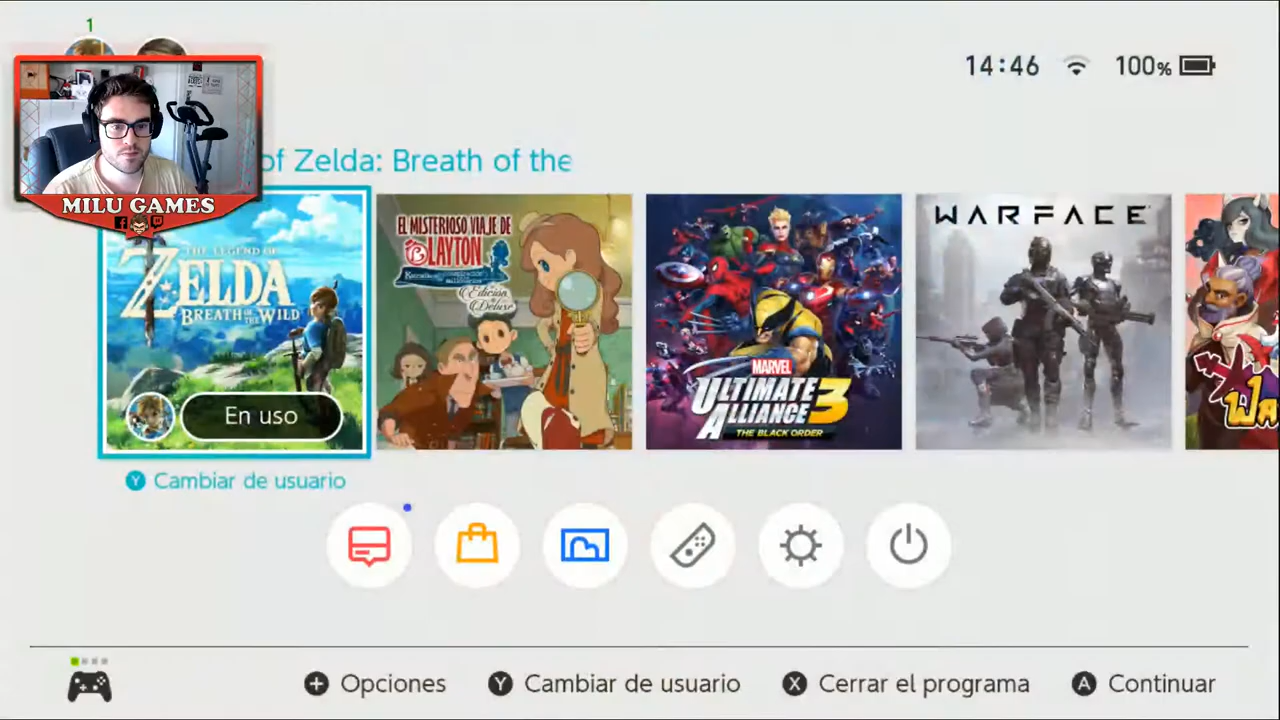 1
14:46
100%
of Zelda: Breath of the
MILU GAMES
THE LEGEND OF
ZELDA
BREATH OF THE WILD
En uso
EL MISTERIOSO VIAJE DE
LAYTON
Edición
Deluxe
MARVEL
ULTIMATE
ALLIANCE 3
THE BLACK ORDER
WARFACE
Y Cambiar de usuario
+ Opciones
Y Cambiar de usuario
X Cerrar el programa
A Continuar